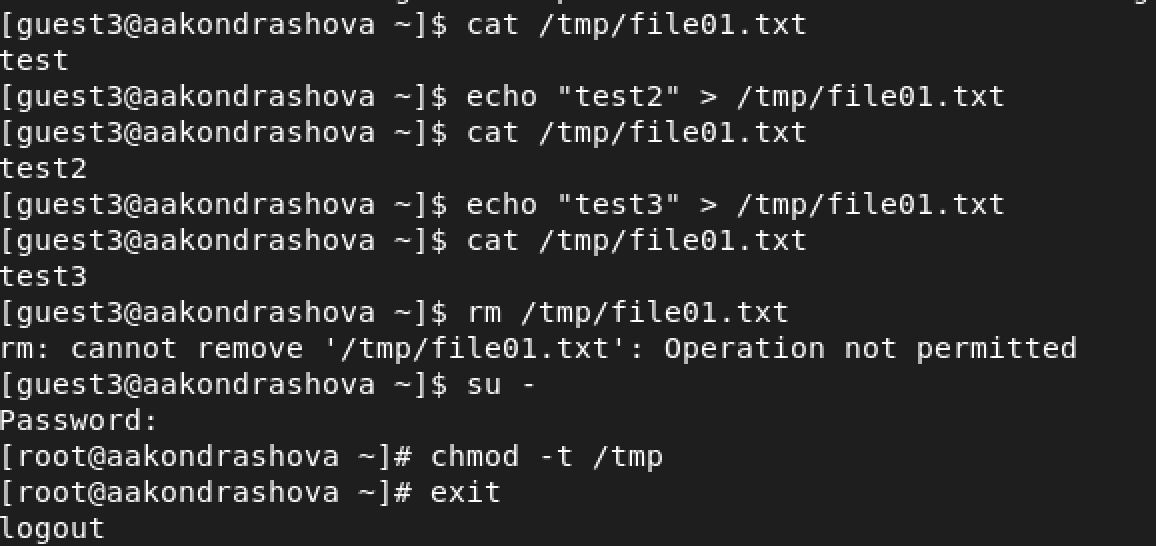 [guest3@aakondrashova ~]$ cat /tmp/file01.txt
test
[guest3@aakondrashova ~]$ echo "test2" > /tmp/file01.txt
[guest3@aakondrashova ~]$ cat /tmp/file01.txt
test2
[guest3@aakondrashova ~]$ echo "test3" > /tmp/file01.txt
[guest3@aakondrashova ~]$ cat /tmp/file01.txt
test3
[guest3@aakondrashova ~]$ rm /tmp/file01.txt
rm: cannot remove '/tmp/file01.txt': Operation not permitted
[guest3@aakondrashova ~]$ su -
Password:
[root@aakondrashova ~]# chmod -t /tmp
[root@aakondrashova ~]# exit
logout